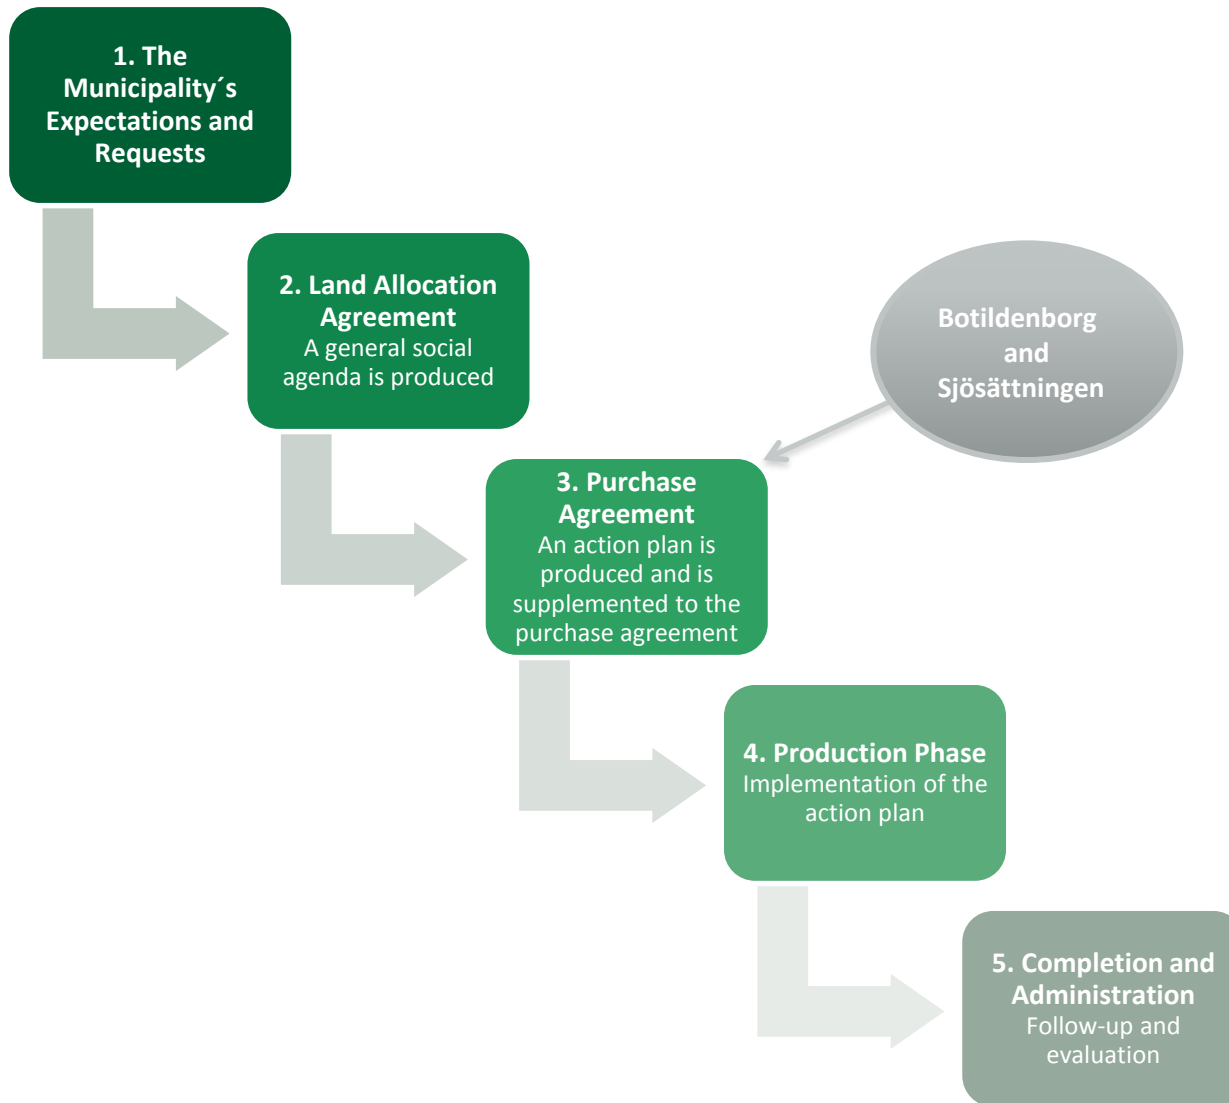 1. The
Municipality´s
Expectations and
Requests
2. Land Allocation
Agreement
A general social
agenda is produced
Botildenborg
and
Sjösättningen
3. Purchase
Agreement
An action plan is
produced and is
supplemented to the
purchase agreement
4. Production Phase
Implementation of the
action plan
5. Completion and
Administration
Follow-up and
evaluation